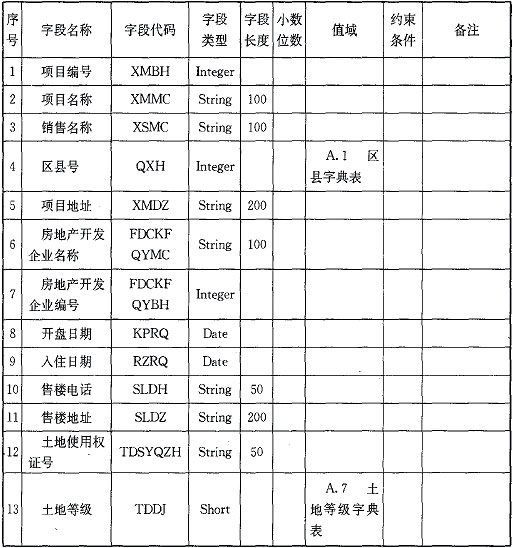 序号 字段名称 字段代码 字段类型 字段长度 小数位数 值域 约束条件 备注
1 项目编号 XMBH Integer
2 项目名称 XMMC String 100
3 销售名称 XSMC String 100
4 区县号 QXH Integer A.1 区县字典表
5 项目地址 XMDZ String 200
6 房地产开发企业名称 FDCKFQYMC String 100
7 房地产开发企业编号 FDCKFQYBH Integer
8 开盘日期 KPRQ Date
9 入住日期 RZRQ Date
10 售楼电话 SLDH String 50
11 售楼地址 SLDZ String 200
12 土地使用权证号 TDSYQZH String 50
13 土地等级 TDDJ Short A.7 土地等级字典表